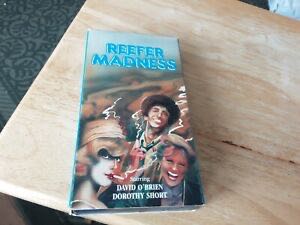 REEFER
MADNESS
Starring
DAVID O'BRIEN
DOROTHY SHORT